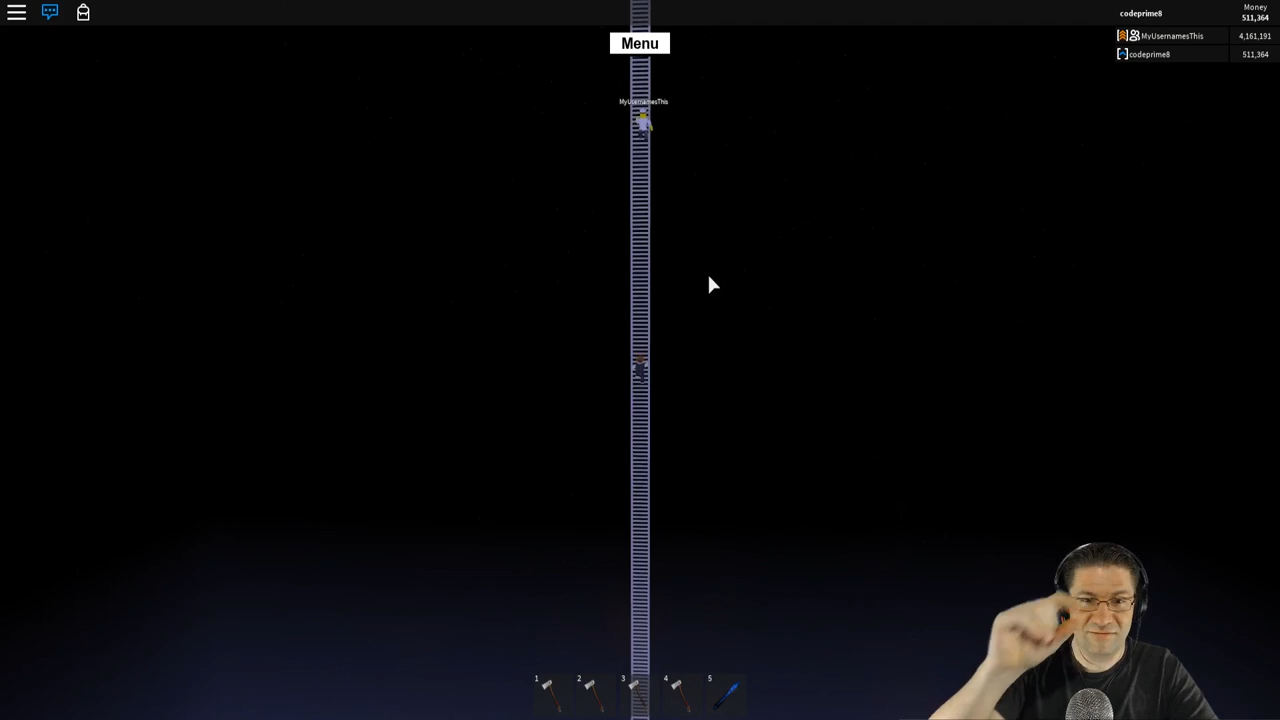 codeprime8
Money
511,364
Menu
MyUsernamesThis 4,161,191
codeprime8 511,364
MyUsernamesThis
1 2 3 4 5